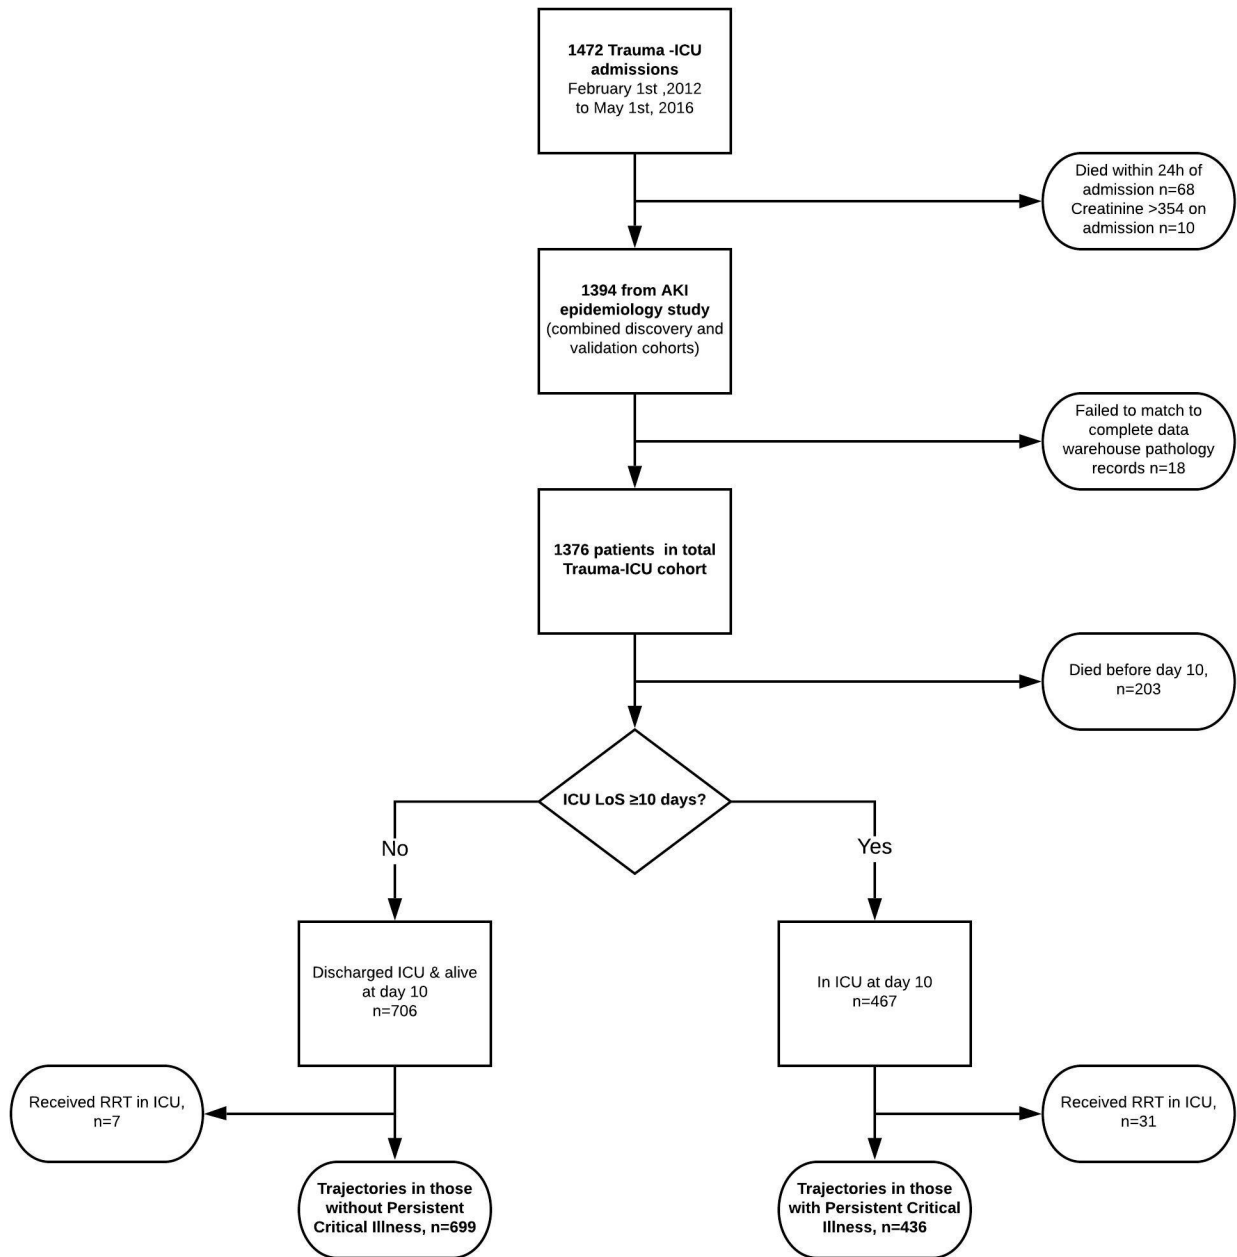 1472 Trauma -ICU
admissions
February 1st ,2012
to May 1st, 2016
Died within 24h of
admission n=68
Creatinine >354 on
admission n=10
1394 from AKI
epidemiology study
(combined discovery and
validation cohorts)
Failed to match to
complete data
warehouse pathology
records n=18
1376 patients  in total
Trauma-ICU cohort
Died before day 10,
n=203
ICU LoS ≥10 days?
No
Yes
Discharged ICU & alive
at day 10
n=706
In ICU at day 10
n=467
Received RRT in ICU,
n=7
Received RRT in ICU,
n=31
Trajectories in those
without Persistent
Critical Illness, n=699
Trajectories in those
with Persistent Critical
Illness, n=436